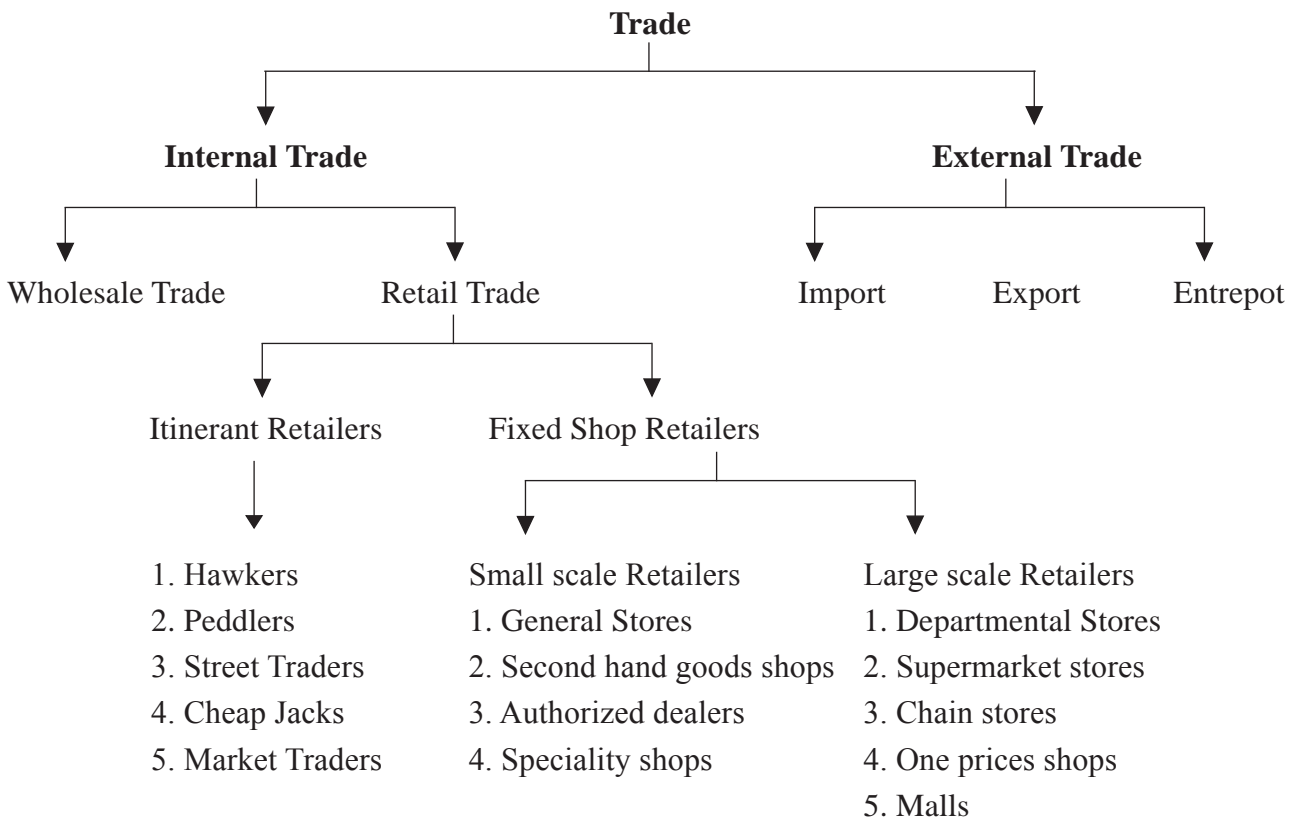 Trade
Internal Trade
External Trade
Wholesale Trade
Retail Trade
Import
Export
Entrepot
Itinerant Retailers
Fixed Shop Retailers
1. Hawkers
2. Peddlers
3. Street Traders
4. Cheap Jacks
5. Market Traders
Small scale Retailers
1. General Stores
2. Second hand goods shops
3. Authorized dealers
4. Speciality shops
Large scale Retailers
1. Departmental Stores
2. Supermarket stores
3. Chain stores
4. One prices shops
5. Malls